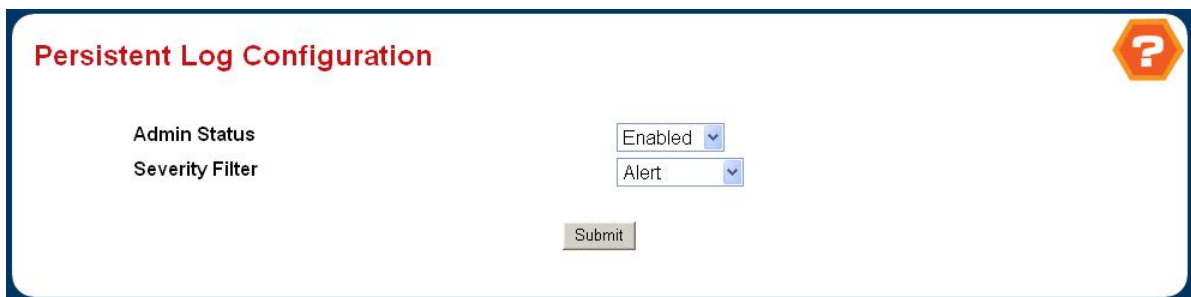 Persistent Log Configuration
?
Admin Status Enabled
Severity Filter Alert
Submit